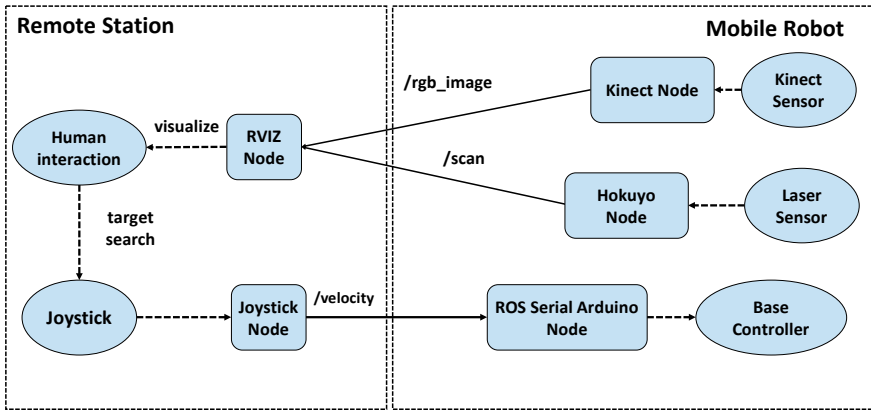 Remote Station
Mobile Robot
/rgb_image
Kinect Node
Kinect
Sensor
Human
interaction
visualize
RVIZ
Node
/scan
Hokuyo
Node
Laser
Sensor
target
search
Joystick
Joystick
Node
/velocity
ROS Serial Arduino
Node
Base
Controller